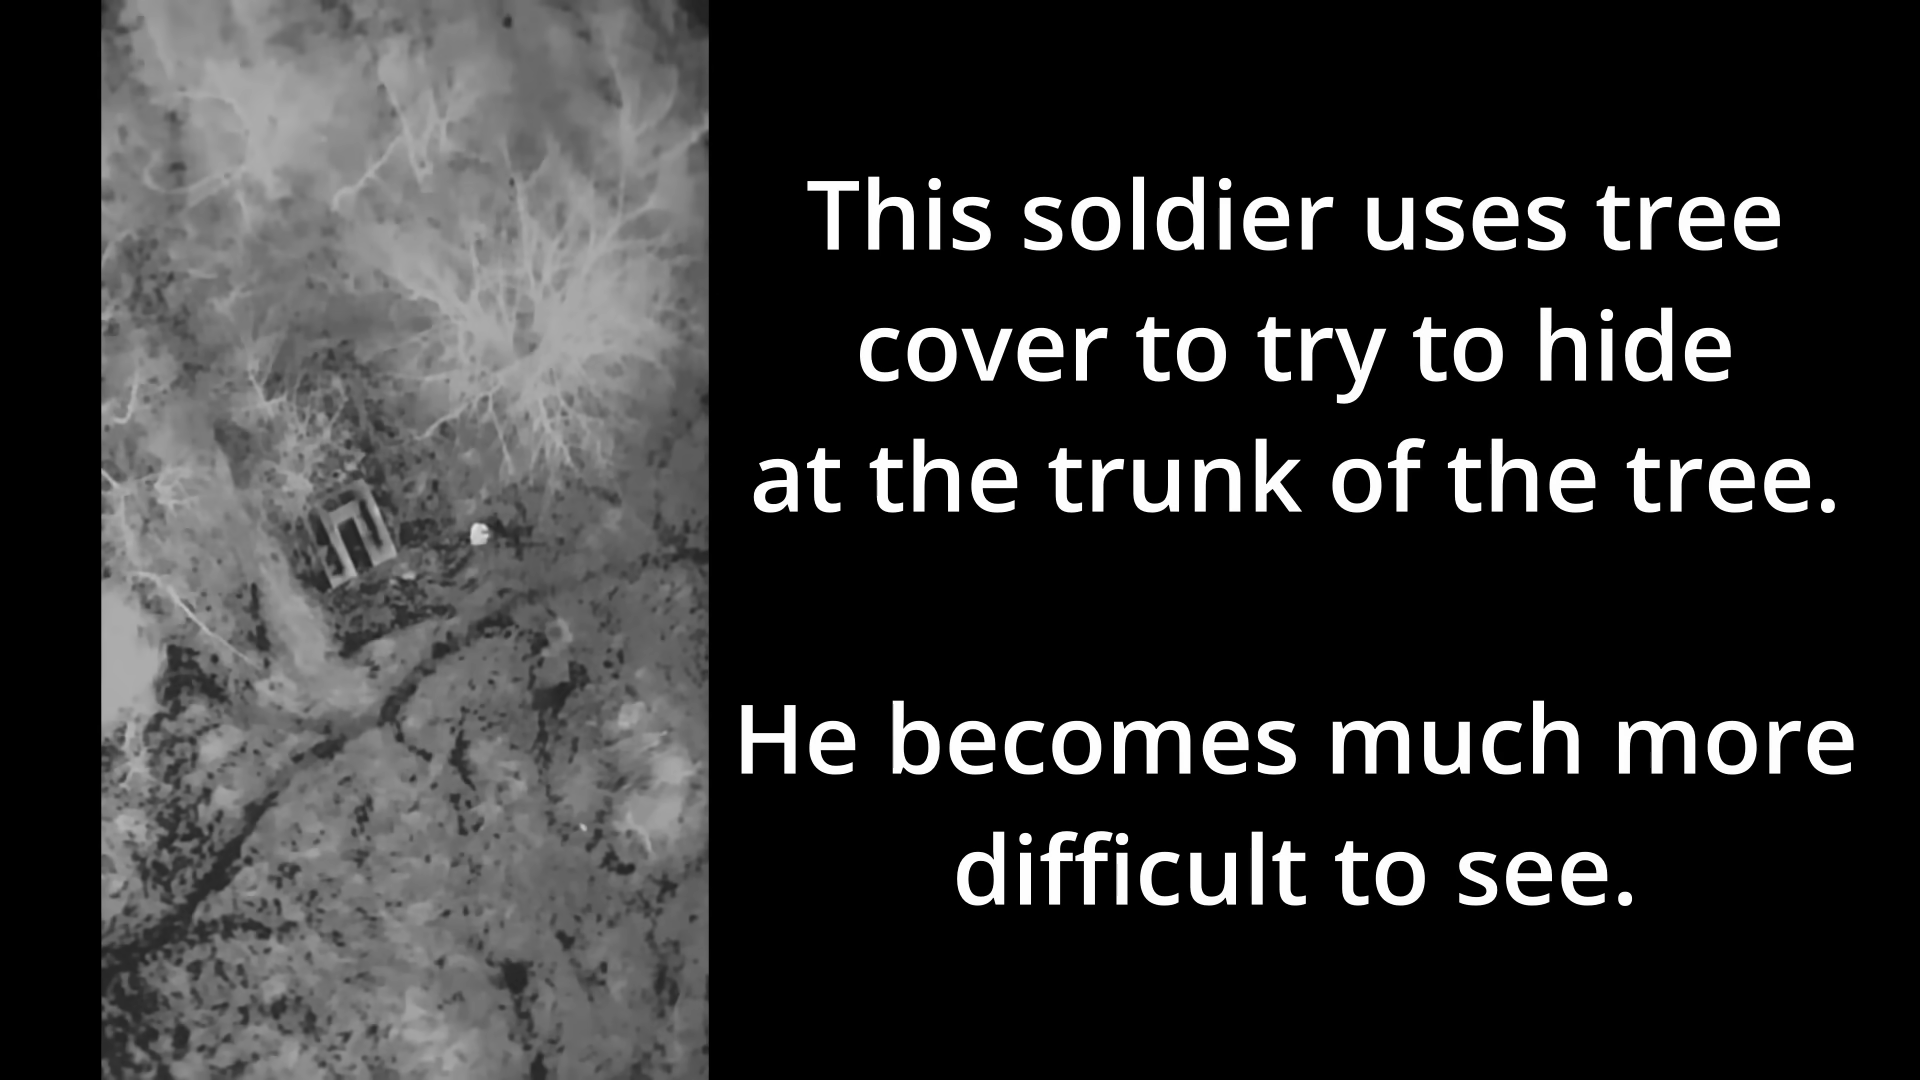 This soldier uses tree
cover to try to hide
at the trunk of the tree.
He becomes much more
difficult to see.